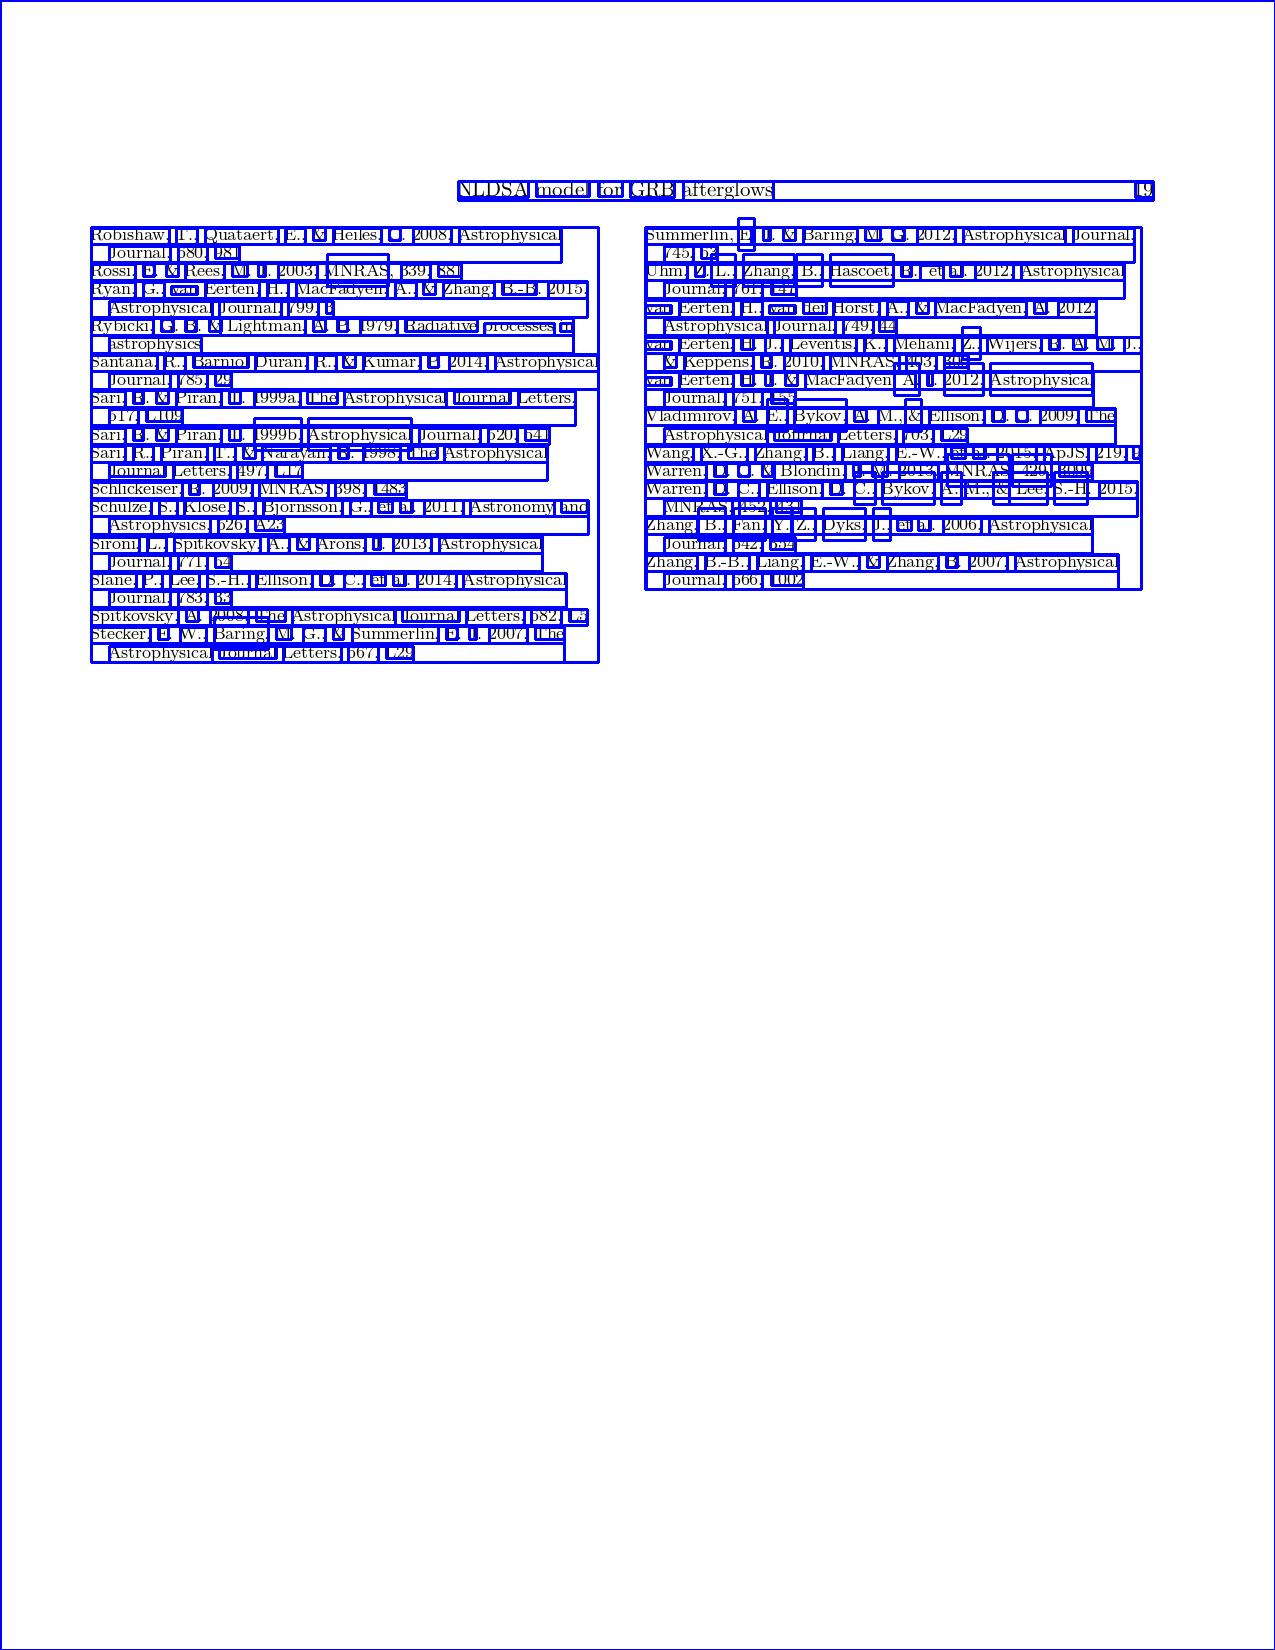 NLDSA model for GRB afterglows 19
Robishaw, T., Quataert, E., & Heiles, C. 2008, Astrophysical
Journal, 680, 981
Rossi, E. & Rees, M. J. 2003, MNRAS, 339, 881
Ryan, G., van Eerten, H., MacFadyen, A., & Zhang, B.-B. 2015,
Astrophysical Journal, 799, 3
Rybicki, G. B. & Lightman, A. P. 1979, Radiative processes in
astrophysics
Santana, R., Barniol Duran, R., & Kumar, P. 2014, Astrophysical
Journal, 785, 29
Sari, R. & Piran, T. 1999a, The Astrophysical Journal Letters,
517, L109
Sari, R. & Piran, T. 1999b, Astrophysical Journal, 520, 641
Sari, R., Piran, T., & Narayan, R. 1998, The Astrophysical
Journal Letters, 497, L17
Schlickeiser, R. 2009, MNRAS, 398, 1483
Schulze, S., Klose, S., Björnsson, G., et al. 2011, Astronomy and
Astrophysics, 526, A23
Sironi, L., Spitkovsky, A., & Arons, J. 2013, Astrophysical
Journal, 771, 54
Slane, P., Lee, S.-H., Ellison, D. C., et al. 2014, Astrophysical
Journal, 783, 33
Spitkovsky, A. 2008, The Astrophysical Journal Letters, 682, L5
Stecker, F. W., Baring, M. G., & Summerlin, E. J. 2007, The
Astrophysical Journal Letters, 667, L29
Summerlin, E. J. & Baring, M. G. 2012, Astrophysical Journal,
745, 63
Uhm, Z. L., Zhang, B., Hascoët, R., et al. 2012, Astrophysical
Journal, 761, 147
van Eerten, H., van der Horst, A., & MacFadyen, A. 2012,
Astrophysical Journal, 749, 44
van Eerten, H. J., Leventis, K., Meliani, Z., Wijers, R. A. M. J.,
& Keppens, R. 2010, MNRAS, 403, 300
van Eerten, H. J. & MacFadyen, A. I. 2012, Astrophysical
Journal, 751, 155
Vladimirov, A. E., Bykov, A. M., & Ellison, D. C. 2009, The
Astrophysical Journal Letters, 703, L29
Wang, X.-G., Zhang, B., Liang, E.-W., et al. 2015, ApJS, 219, 9
Warren, D. C. & Blondin, J. M. 2013, MNRAS, 429, 3099
Warren, D. C., Ellison, D. C., Bykov, A. M., & Lee, S.-H. 2015,
MNRAS, 452, 431
Zhang, B., Fan, Y. Z., Dyks, J., et al. 2006, Astrophysical
Journal, 642, 354
Zhang, B.-B., Liang, E.-W., & Zhang, B. 2007, Astrophysical
Journal, 666, 1002